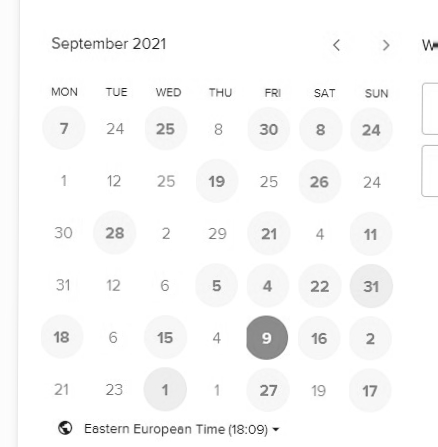 September 2021
MON TUE WED THU FRI SAT SUN
7 24 25 8 30 8 24
1 12 25 19 25 26 24
30 28 2 29 21 4 11
31 12 6 5 4 22 31
18 6 15 4 9 16 2
21 23 1 1 27 19 17
Eastern European Time (18:09)